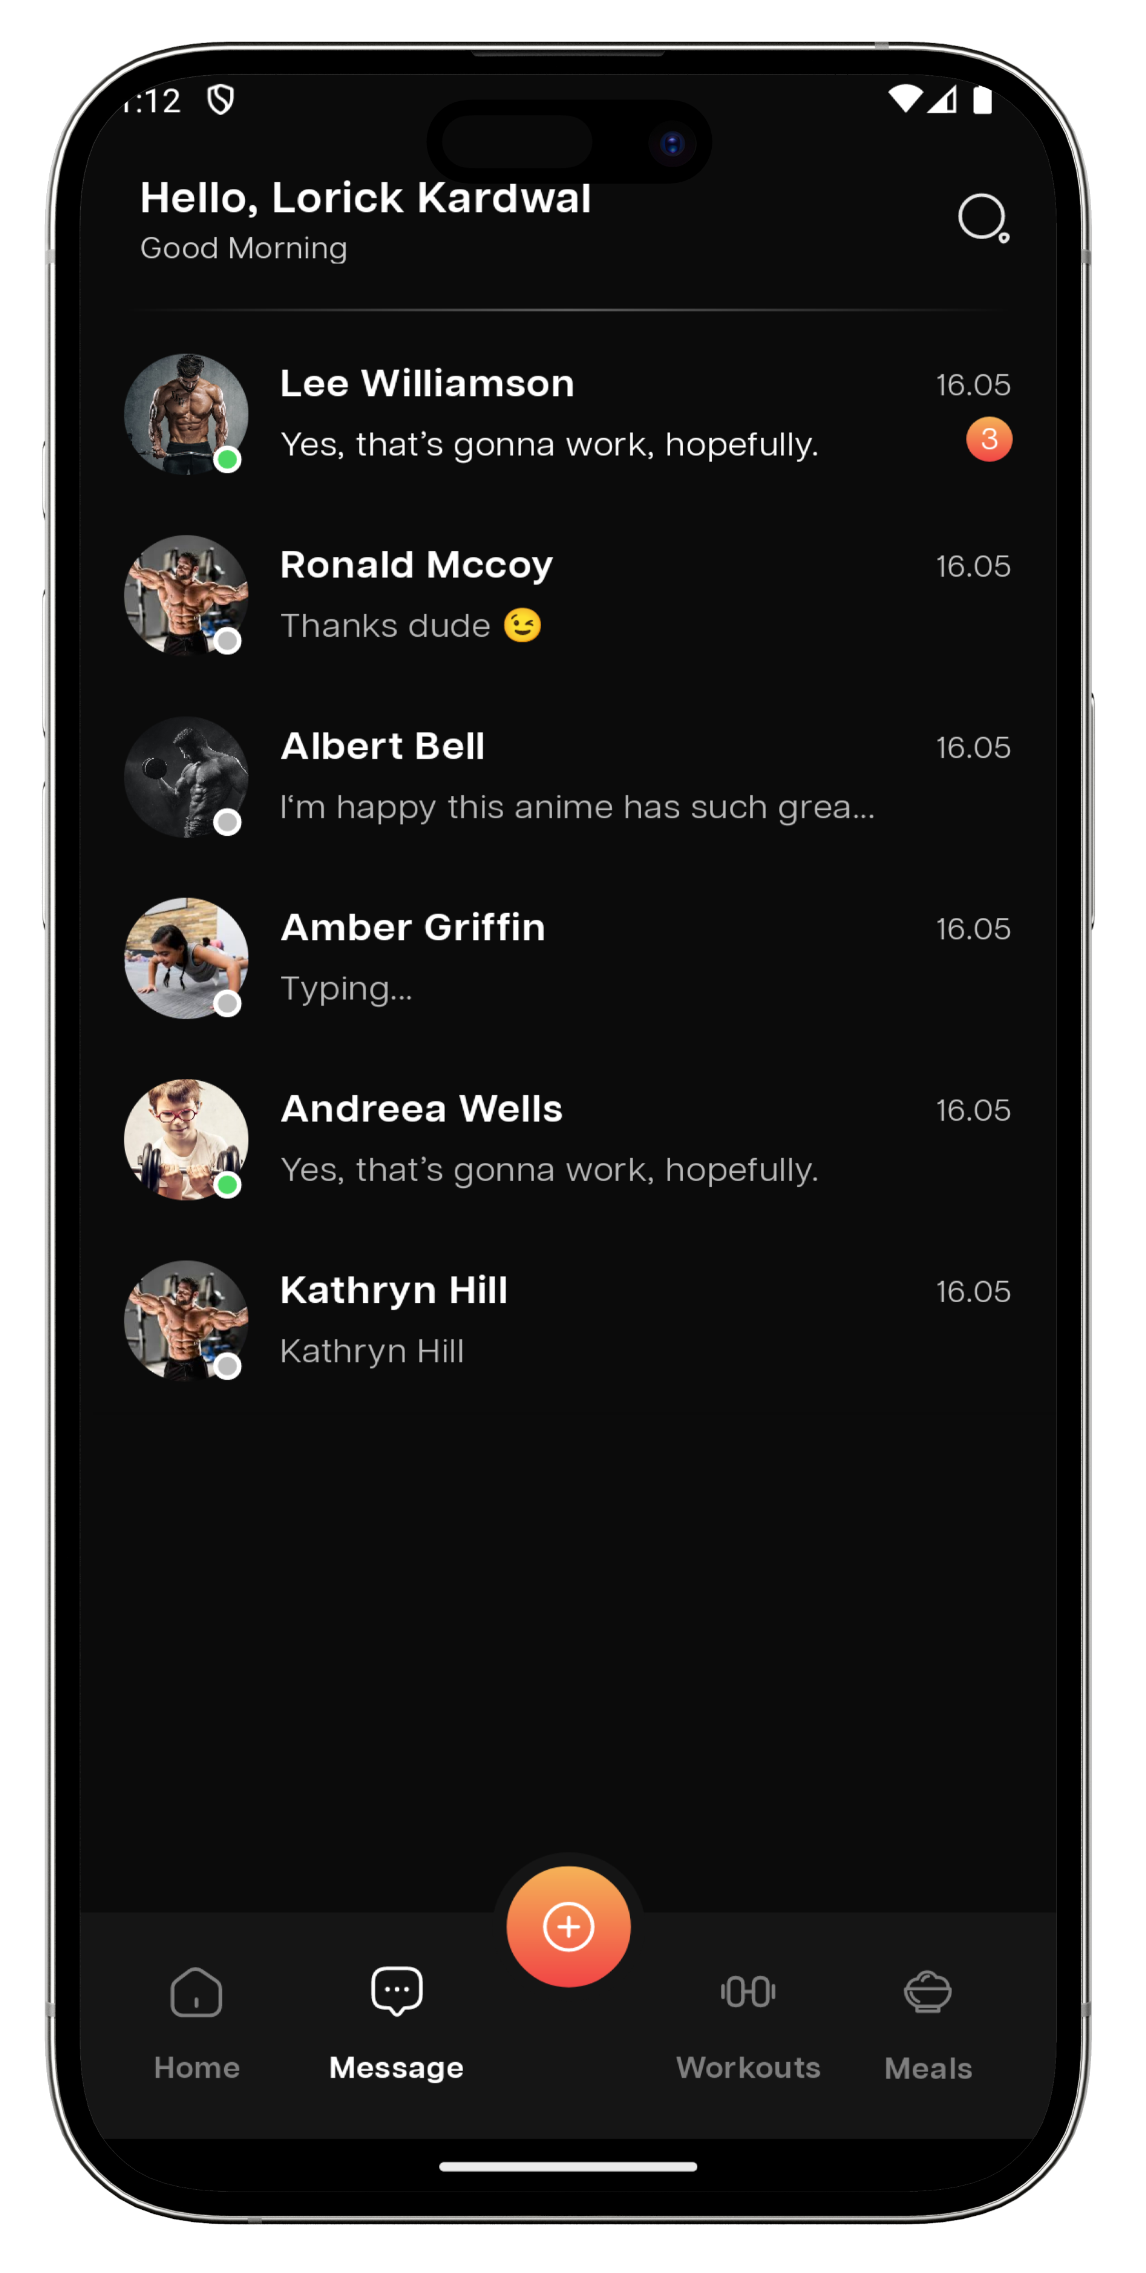 :12
Hello, Lorick Kardwal
Good Morning
Lee Williamson 16.05
Yes, that’s gonna work, hopefully. 3
Ronald Mccoy 16.05
Thanks dude 😉
Albert Bell 16.05
I‘m happy this anime has such grea...
Amber Griffin 16.05
Typing...
Andreea Wells 16.05
Yes, that’s gonna work, hopefully.
Kathryn Hill 16.05
Kathryn Hill
Home Message Workouts Meals